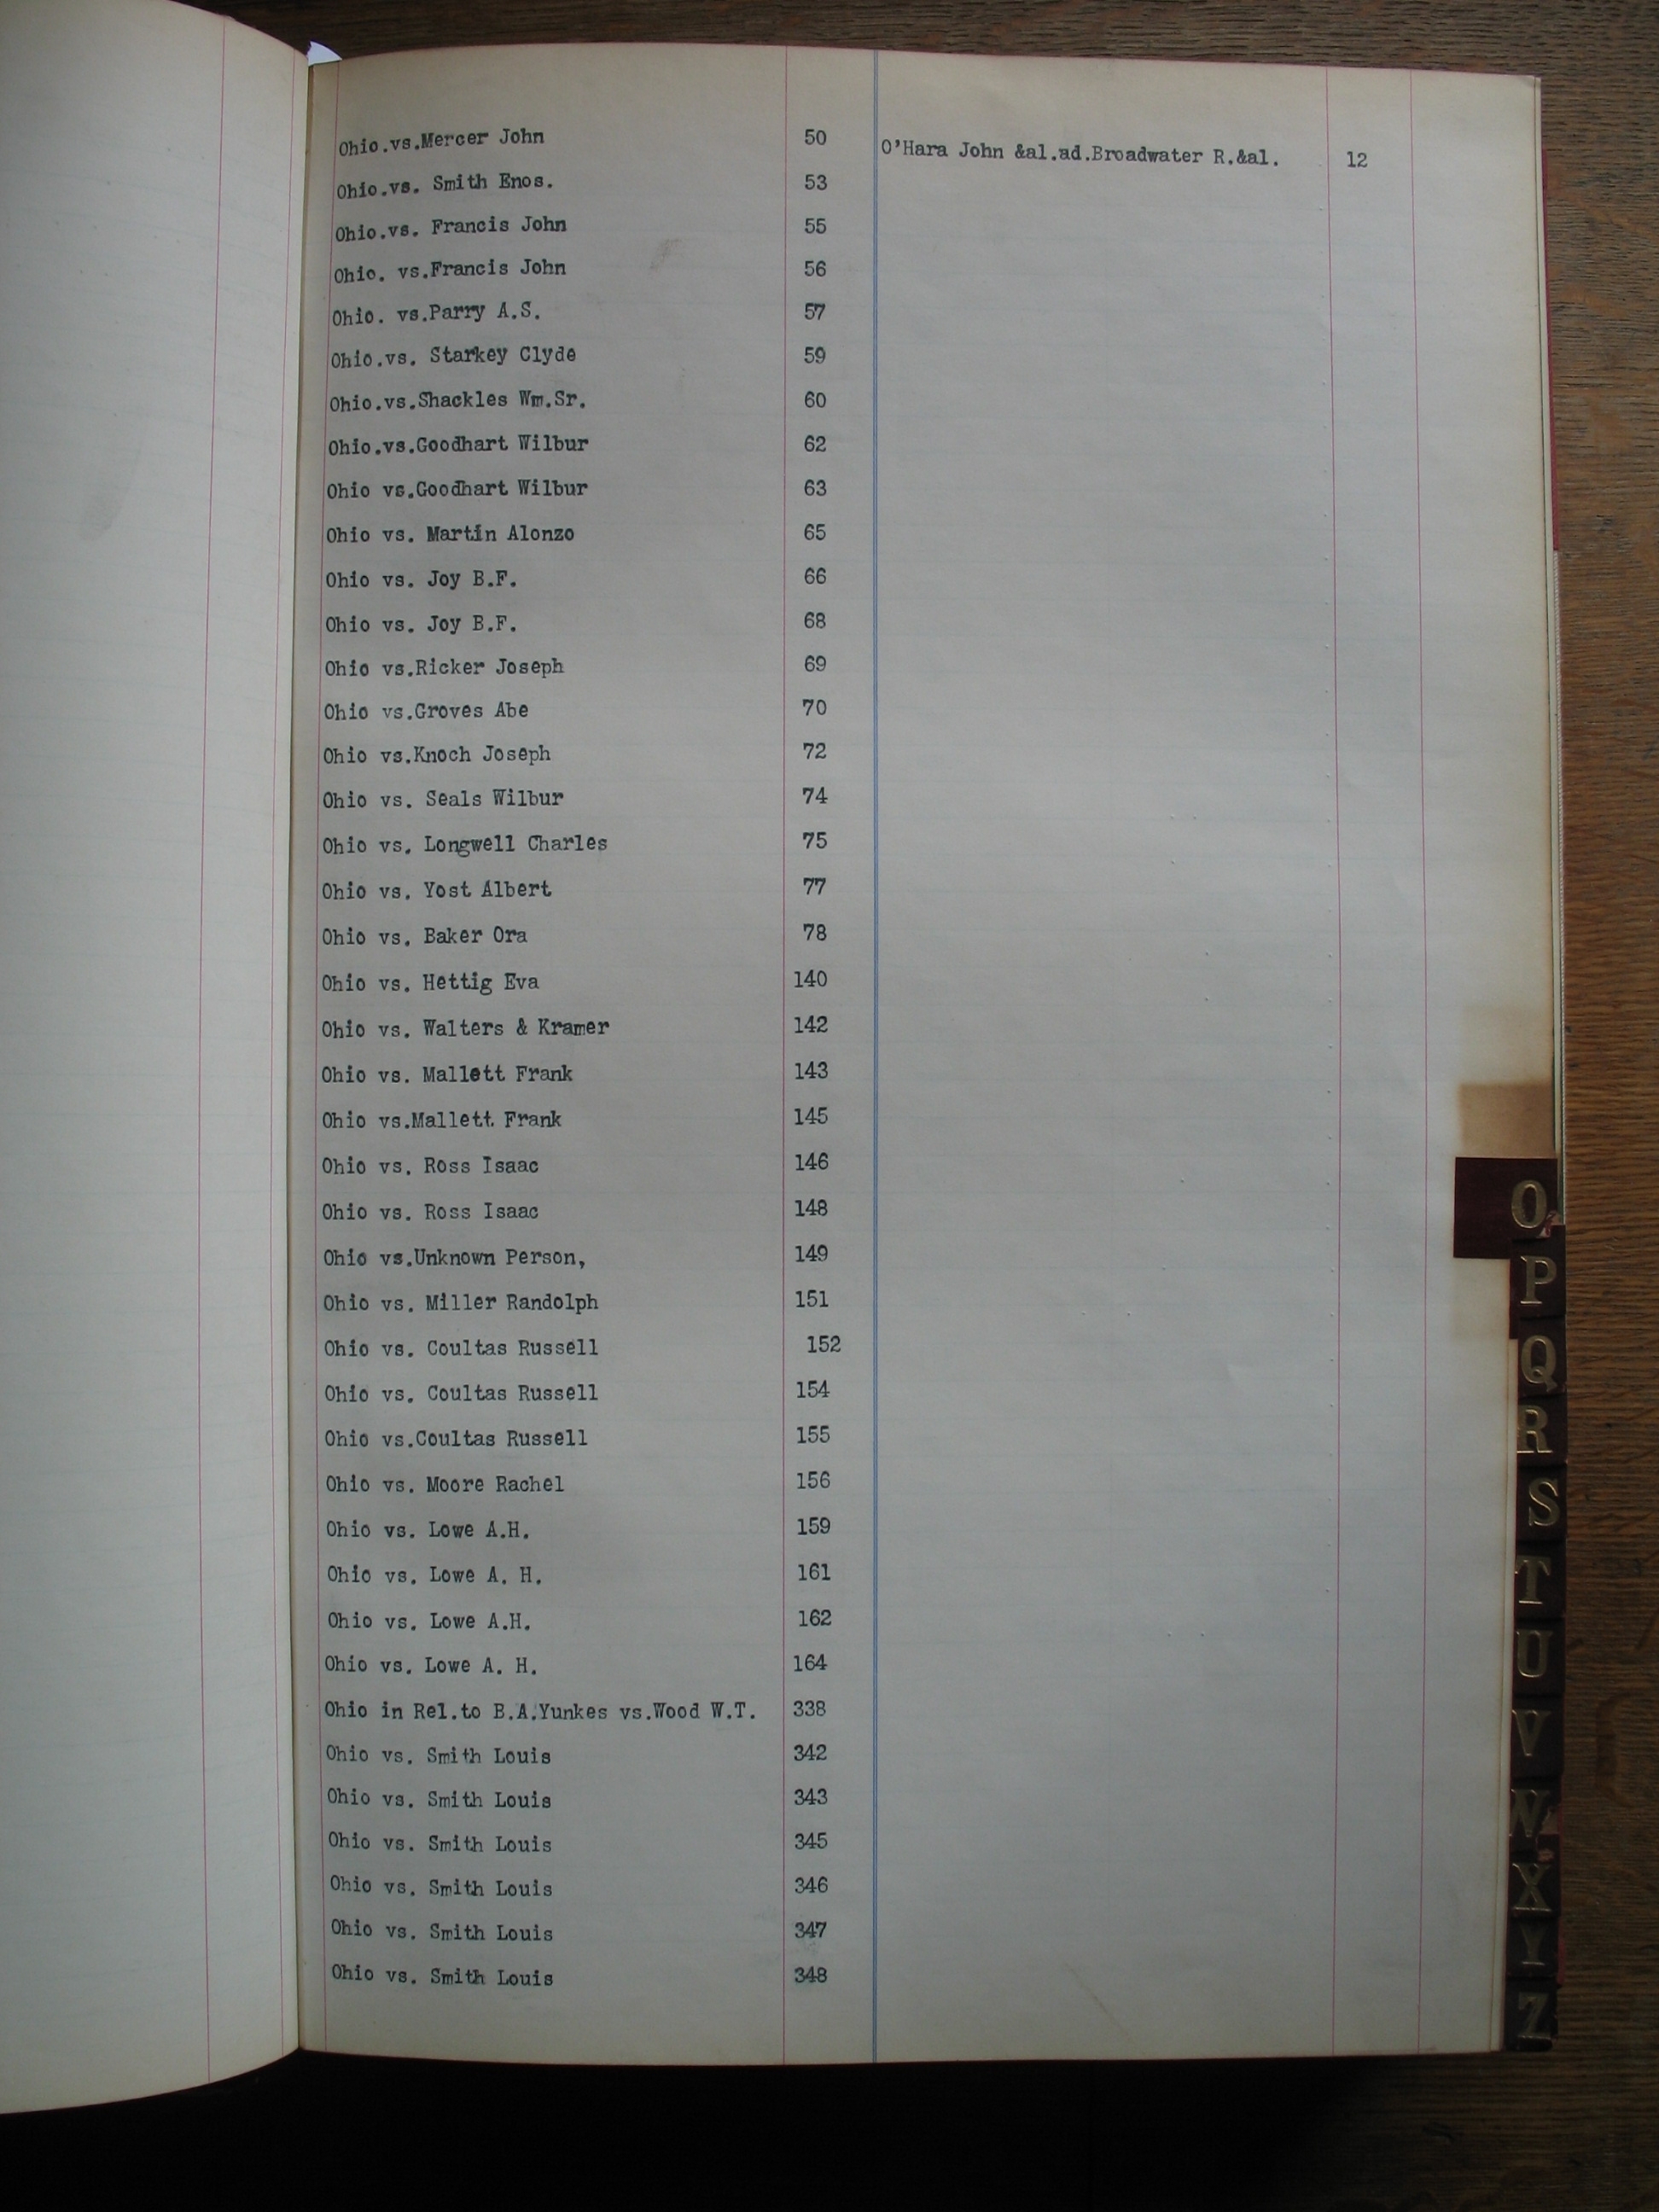 Ohio.vs.Mercer John 50
Ohio.vs. Smith Enos. 53
Ohio.vs. Francis John 55
Ohio. vs.Francis John 56
Ohio. vs.Parry A.S. 57
Ohio.vs. Starkey Clyde 59
Ohio.vs.Shackles Wm.Sr. 60
Ohio.vs.Goodhart Wilbur 62
Ohio vs.Goodhart Wilbur 63
Ohio vs. Martin Alonzo 65
Ohio vs. Joy B.F. 66
Ohio vs. Joy B.F. 68
Ohio vs.Ricker Joseph 69
Ohio vs.Groves Abe 70
Ohio vs.Knoch Joseph 72
Ohio vs. Seals Wilbur 74
Ohio vs. Longwell Charles 75
Ohio vs. Yost Albert 77
Ohio vs. Baker Ora 78
Ohio vs. Hettig Eva 140
Ohio vs. Walters & Kramer 142
Ohio vs. Mallett Frank 143
Ohio vs.Mallett Frank 145
Ohio vs. Ross Isaac 146
Ohio vs. Ross Isaac 148
Ohio vs.Unknown Person, 149
Ohio vs. Miller Randolph 151
Ohio vs. Coultas Russell 152
Ohio vs. Coultas Russell 154
Ohio vs.Coultas Russell 155
Ohio vs. Moore Rachel 156
Ohio vs. Lowe A.H. 159
Ohio vs. Lowe A. H. 161
Ohio vs. Lowe A.H. 162
Ohio vs. Lowe A. H. 164
Ohio in Rel.to B.A.Yunkes vs.Wood W.T. 338
Ohio vs. Smith Louis 342
Ohio vs. Smith Louis 343
Ohio vs. Smith Louis 345
Ohio vs. Smith Louis 346
Ohio vs. Smith Louis 347
Ohio vs. Smith Louis 348
O'Hara John &al.ad.Broadwater R.&al. 12
O
P
Q
R
S
T
U
V
W
X
Y
Z